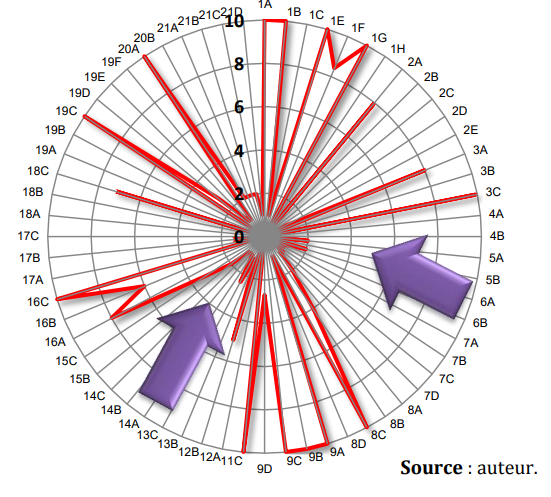 1A
1B
1C
1E
1F
1G
1H
2A
2B
2C
2D
2E
3A
3B
3C
4A
4B
5A
5B
6A
6B
7A
7B
7C
7D
8A
8B
8C
8D
9A
9B
9C
9D
11C
12A
12B
13B
13C
14A
14B
14C
15B
15C
16A
16B
16C
17A
17B
17C
18A
18B
18C
19A
19B
19C
19D
19E
19F
20A
20B
21A
21B
21C
21D
10
8
6
4
2
0
Source : auteur.